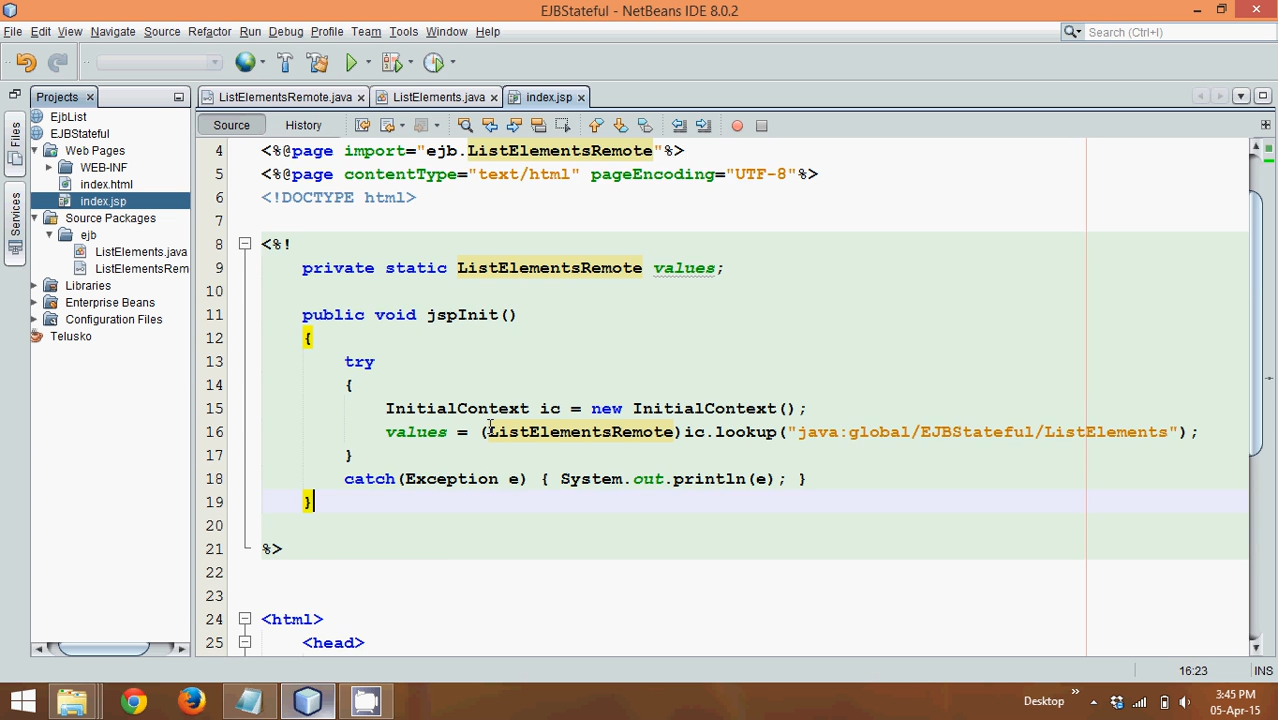 EJBStateful - NetBeans IDE 8.0.2
File Edit View Navigate Source Refactor Run Debug Profile Team Tools Window Help
Search (Ctrl+I)
Projects
ListElementsRemote.java
ListElements.java
index.jsp
Files
Services
EjbList
EJBStateful
Web Pages
WEB-INF
index.html
index.jsp
Source Packages
ejb
ListElements.java
ListElementsRem
Libraries
Enterprise Beans
Configuration Files
Telusko
Source History
4 <%@page import="ejb.ListElementsRemote"%>
5 <%@page contentType="text/html" pageEncoding="UTF-8"%>
6 <!DOCTYPE html>
7
8 <%!
9 private static ListElementsRemote values;
10
11 public void jspInit()
12 {
13 try
14 {
15 InitialContext ic = new InitialContext();
16 values = (ListElementsRemote)ic.lookup("java:global/EJBStateful/ListElements");
17 }
18 catch(Exception e) { System.out.println(e); }
19 }
20
21 %>
22
23
24 <html>
25 <head>
16:23 INS
Desktop
3:45 PM
05-Apr-15